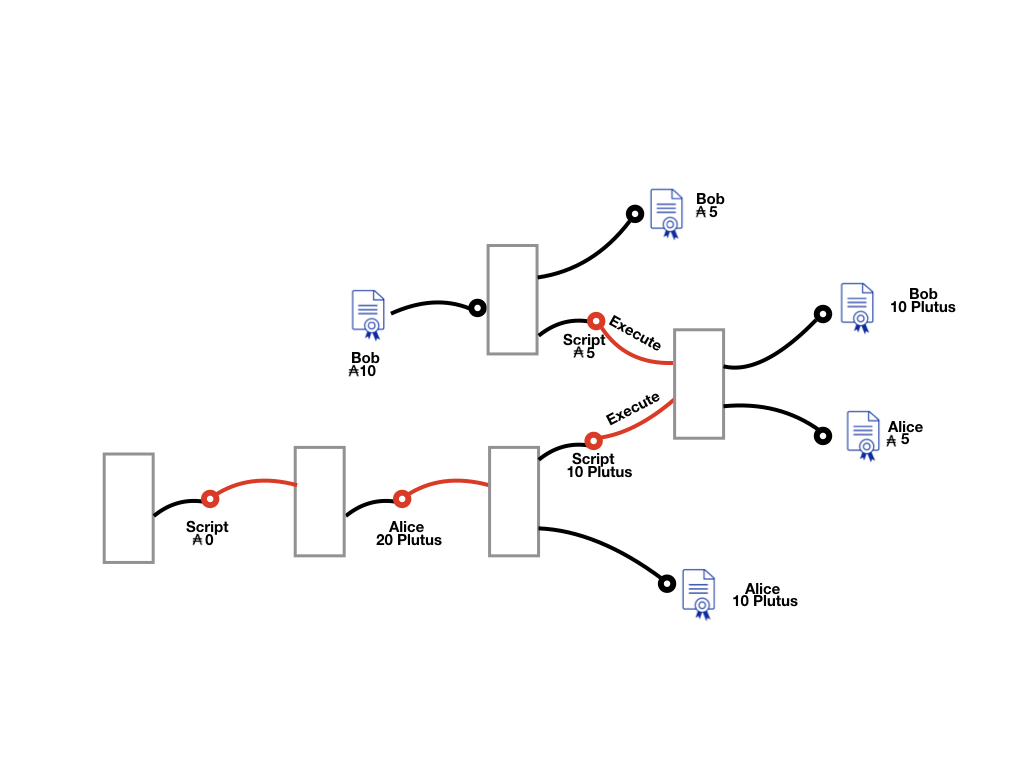 Bob
₳ 5
Bob
10 Plutus
Execute
Script
₳ 5
Bob
₳10
Execute
Alice
₳ 5
Script
10 Plutus
Script
₳ 0
Alice
20 Plutus
Alice
10 Plutus